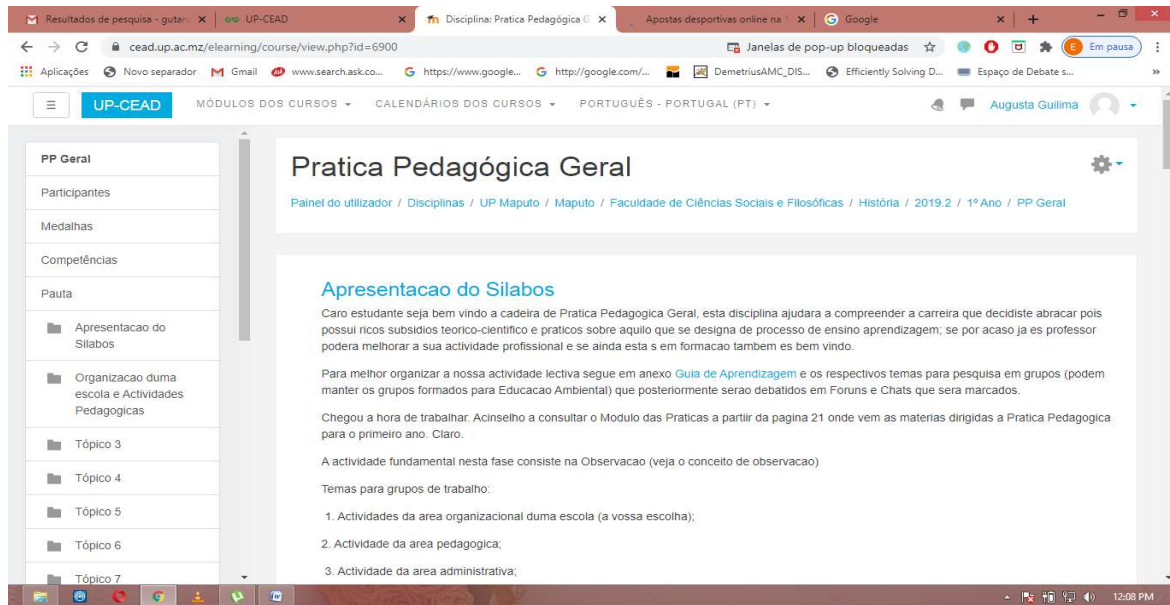 Resultados de pesquisa - gutan
UP-CEAD
Disciplina: Pratica Pedagógica G
Apostas desportivas online na
Google
cead.up.ac.mz/elearning/course/view.php?id=6900
Janelas de pop-up bloqueadas
E
Em pausa
Aplicações
Novo separador
Gmail
www.search.ask.co...
https://www.google...
http://google.com/...
DemetriusAMC_DIS...
Efficiently Solving D...
Espaço de Debate s...
»
UP-CEAD
MÓDULOS DOS CURSOS
CALENDÁRIOS DOS CURSOS
PORTUGUÊS - PORTUGAL (PT)
Augusta Guilima
PP Geral
Participantes
Medalhas
Competências
Pauta
Apresentacao do
Silabos
Organizacao duma
escola e Actividades
Pedagogicas
Tópico 3
Tópico 4
Tópico 5
Tópico 6
Tópico 7
Pratica Pedagógica Geral
Painel do utilizador / Disciplinas / UP Maputo / Maputo / Faculdade de Ciências Sociais e Filosóficas / História / 2019.2 / 1º Ano / PP Geral
Apresentacao do Silabos
Caro estudante seja bem vindo a cadeira de Pratica Pedagogica Geral, esta disciplina ajudara a compreender a carreira que decidiste abracar pois
possui ricos subsidios teorico-cientifico e praticos sobre aquilo que se designa de processo de ensino aprendizagem; se por acaso ja es professor
podera melhorar a sua actividade profissional e se ainda esta s em formacao tambem es bem vindo.
Para melhor organizar a nossa actividade lectiva segue em anexo Guia de Aprendizagem e os respectivos temas para pesquisa em grupos (podem
manter os grupos formados para Educacao Ambiental) que posteriormente serao debatidos em Foruns e Chats que sera marcados.
Chegou a hora de trabalhar. Acinselho a consultar o Modulo das Praticas a partiir da pagina 21 onde vem as materias dirigidas a Pratica Pedagogica
para o primeiro ano. Claro.
A actividade fundamental nesta fase consiste na Observacao (veja o conceito de observacao)
Temas para grupos de trabalho:
1. Actividades da area organizacional duma escola (a vossa escolha);
2. Actividade da area pedagogica;
3. Actividade da area administrativa;
12:08 PM